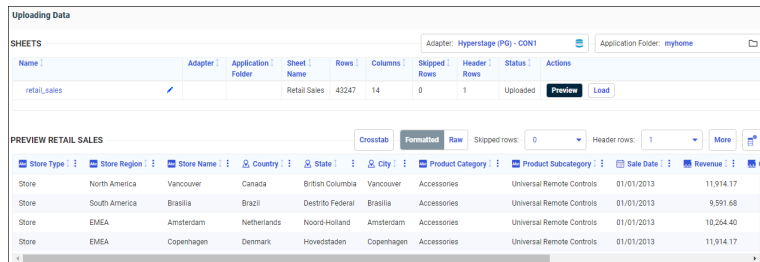 Uploading Data
SHEETS
Adapter: Hyperstage (PG) - CON1
Application Folder: myhome
Name Adapter Application Folder Sheet Name Rows Columns Skipped Rows Header Rows Status Actions
retail_sales Retail Sales 43247 14 0 1 Uploaded Preview Load
PREVIEW RETAIL SALES
Crosstab Formatted Raw Skipped rows: 0 Header rows: 1 More
Store Type Store Region Store Name Country State City Product Category Product Subcategory Sale Date Revenue
Store North America Vancouver Canada British Columbia Vancouver Accessories Universal Remote Controls 01/01/2013 11,914.17
Store South America Brasilia Brazil Destrito Federal Brasilia Accessories Universal Remote Controls 01/01/2013 9,591.68
Store EMEA Amsterdam Netherlands Noord-Holland Amsterdam Accessories Universal Remote Controls 01/01/2013 10,264.40
Store EMEA Copenhagen Denmark Hovedstaden Copenhagen Accessories Universal Remote Controls 01/01/2013 11,914.17